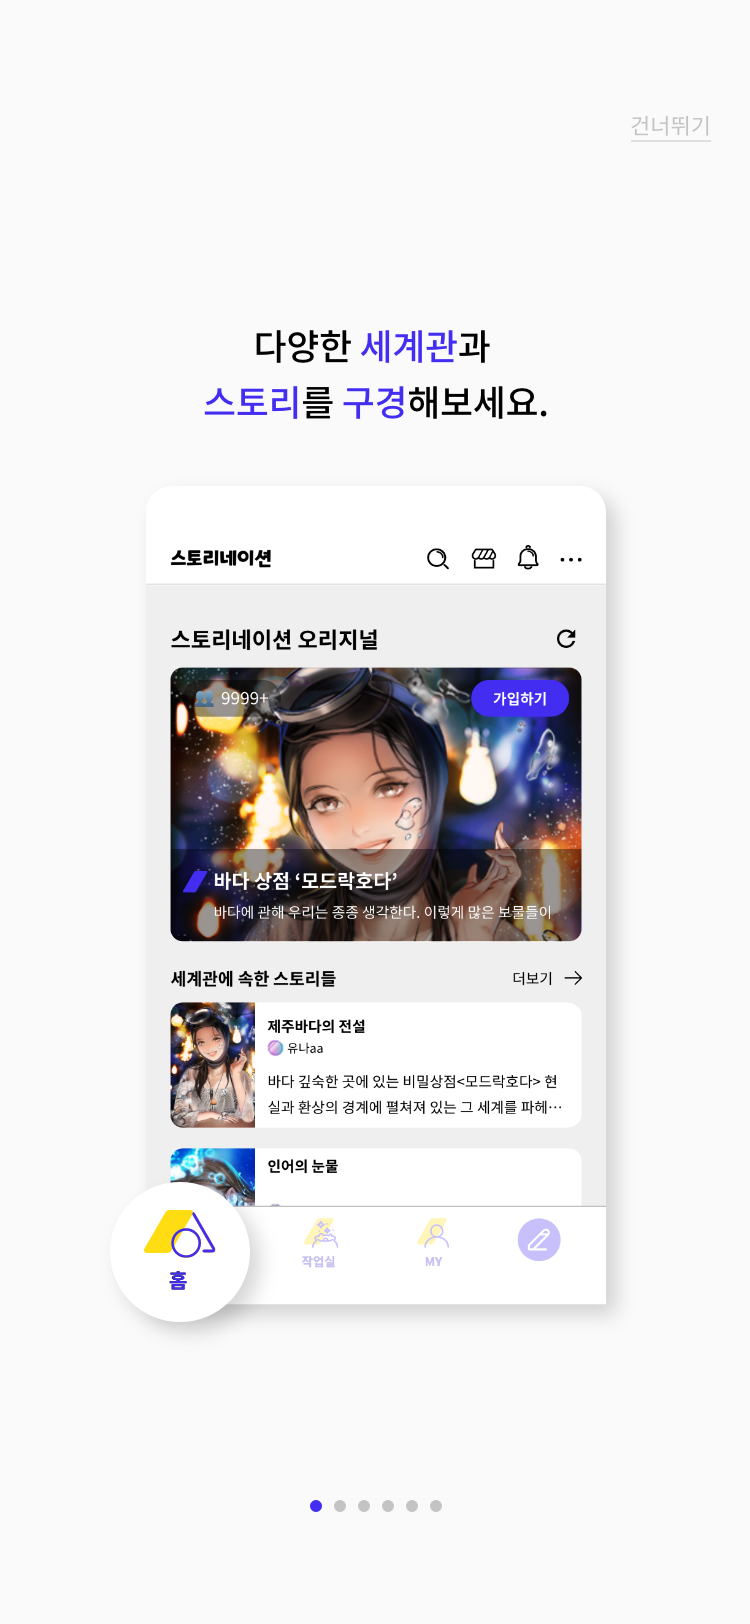 건너뛰기
다양한 세계관과
스토리를 구경해보세요.
스토리네이션
스토리네이션 오리지널
9999+
가입하기
바다 상점 ‘모드락호다’
바다에 관해 우리는 종종 생각한다. 이렇게 많은 보물들이
세계관에 속한 스토리들
더보기
제주바다의 전설
유나aa
바다 깊숙한 곳에 있는 비밀상점<모드락호다> 현
실과 환상의 경계에 펼쳐져 있는 그 세계를 파헤…
인어의 눈물
홈
작업실
MY